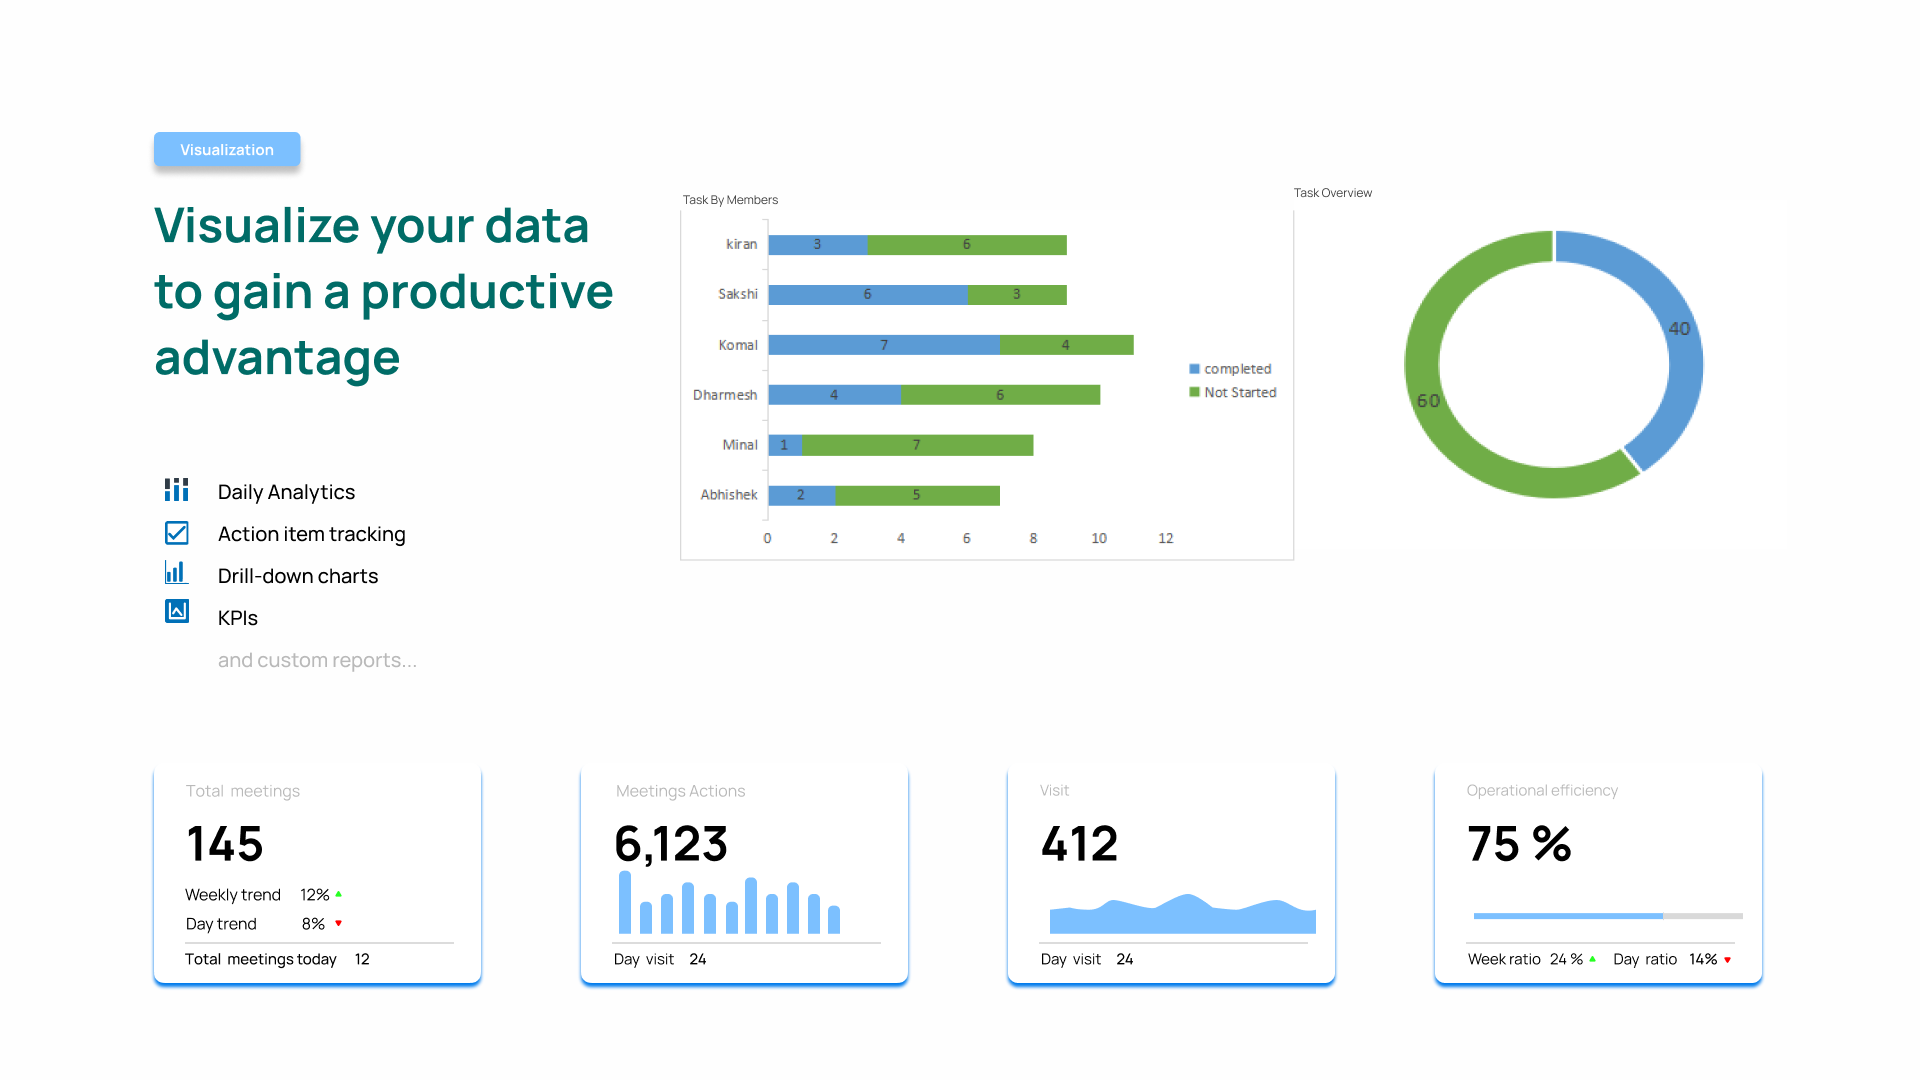 Visualization
Visualize your data
to gain a productive
advantage
Daily Analytics
Action item tracking
Drill-down charts
KPIs
and custom reports...
Task By Members
kiran 3 6
Sakshi 6 3
Komal 7 4
Dharmesh 4 6
Minal 1 7
Abhishek 2 5
0 2 4 6 8 10 12
completed
Not Started
Task Overview
40
60
Total meetings
145
Weekly trend 12%
Day trend 8%
Total meetings today 12
Meetings Actions
6,123
Day visit 24
Visit
412
Day visit 24
Operational efficiency
75 %
Week ratio 24 % Day ratio 14%